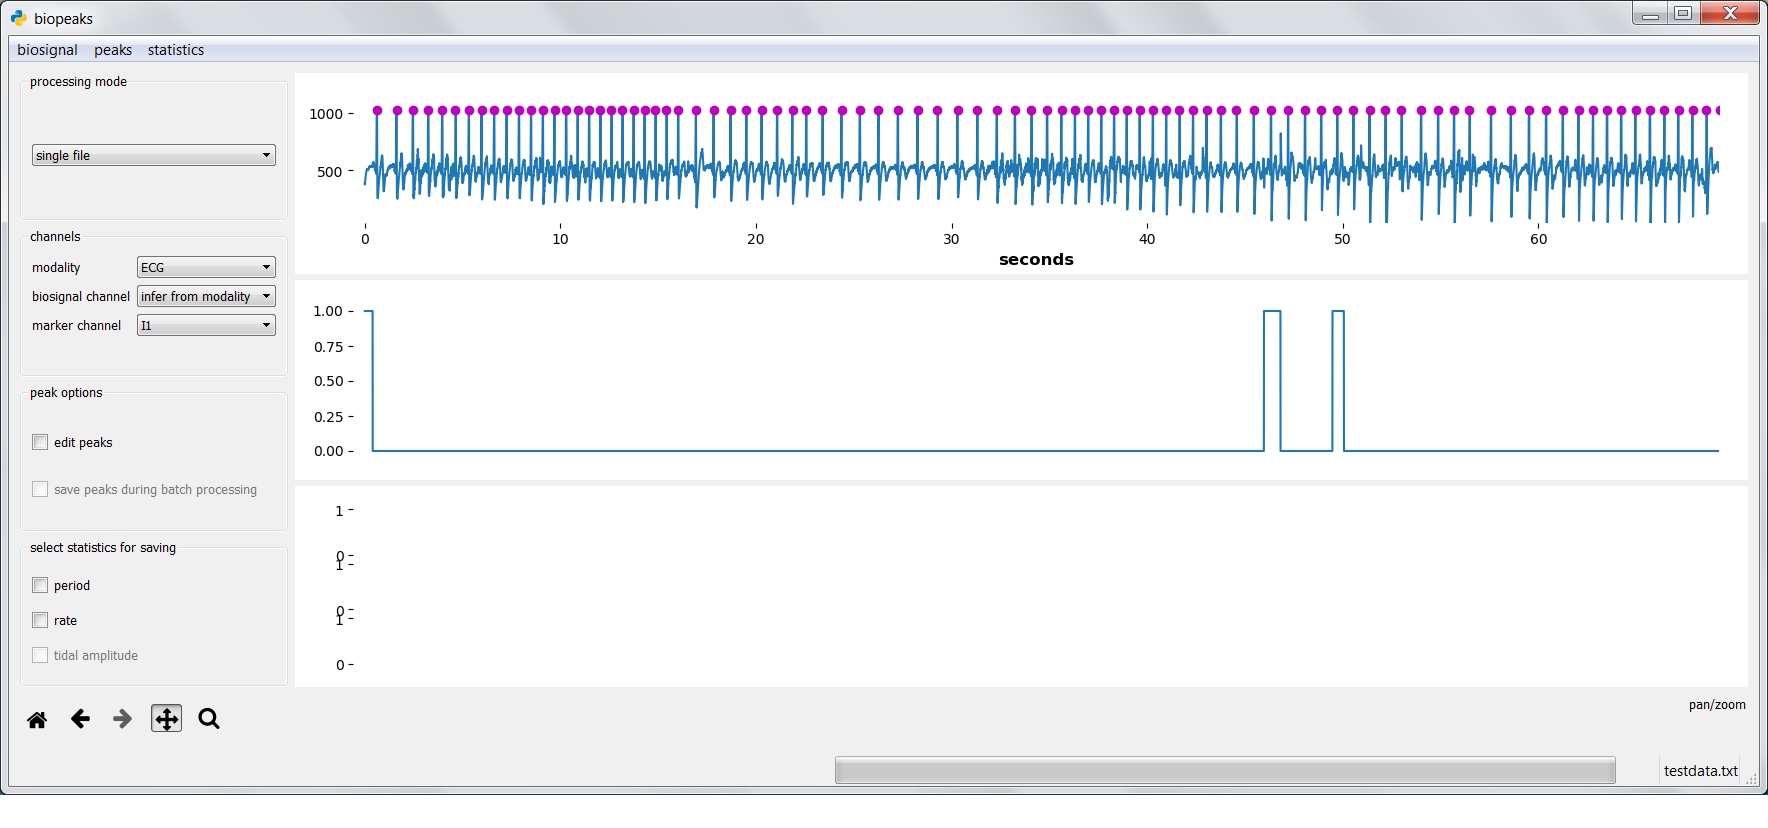 biopeaks
biosignal peaks statistics
processing mode
single file
channels
modality ECG
biosignal channel infer from modality
marker channel I1
peak options
edit peaks
save peaks during batch processing
select statistics for saving
period
rate
tidal amplitude
1000
500
0 10 20 30 40 50 60
seconds
1.00
0.75
0.50
0.25
0.00
1
0
1
0
1
0
pan/zoom
testdata.txt